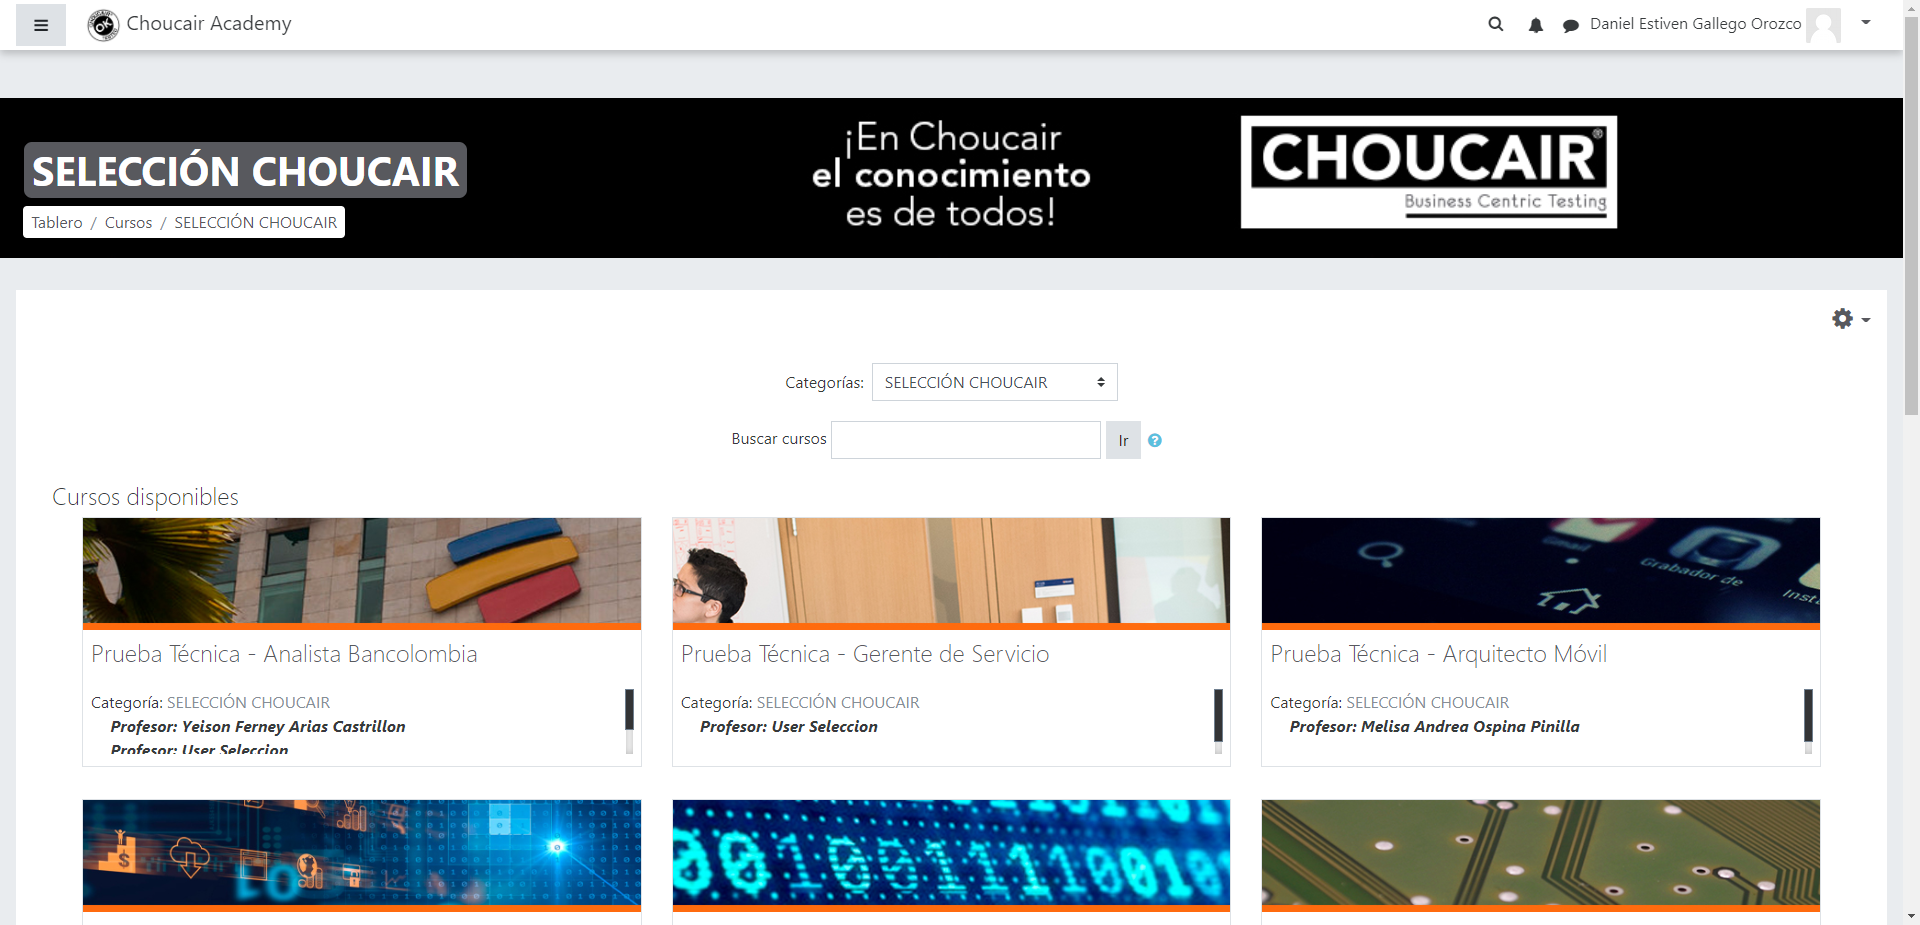 Choucair Academy
Daniel Estiven Gallego Orozco
SELECCIÓN CHOUCAIR
Tablero / Cursos / SELECCIÓN CHOUCAIR
¡En Choucair
el conocimiento
es de todos!
CHOUCAIR®
Business Centric Testing
Categorías: SELECCIÓN CHOUCAIR
Buscar cursos Ir
Cursos disponibles
Prueba Técnica - Analista Bancolombia
Categoría: SELECCIÓN CHOUCAIR
Profesor: Yeison Ferney Arias Castrillon
Profesor: User Seleccion
Prueba Técnica - Gerente de Servicio
Categoría: SELECCIÓN CHOUCAIR
Profesor: User Seleccion
Gmail
Grabador de
Prueba Técnica - Arquitecto Móvil
Categoría: SELECCIÓN CHOUCAIR
Profesor: Melisa Andrea Ospina Pinilla